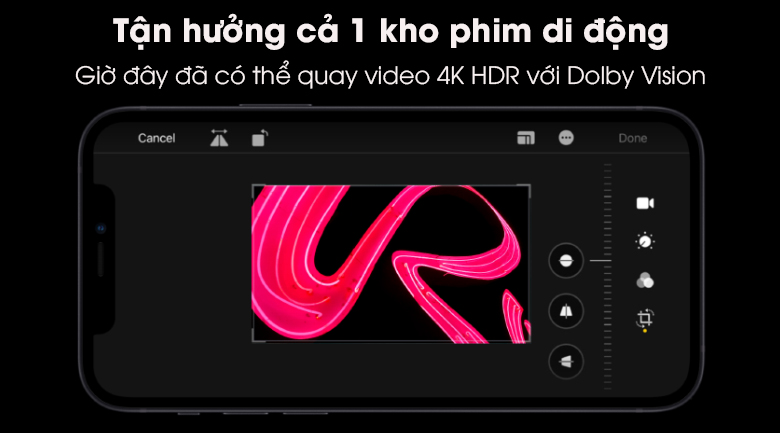 Tận hưởng cả 1 kho phim di động
Giờ đây đã có thể quay video 4K HDR với Dolby Vision
Cancel
Done